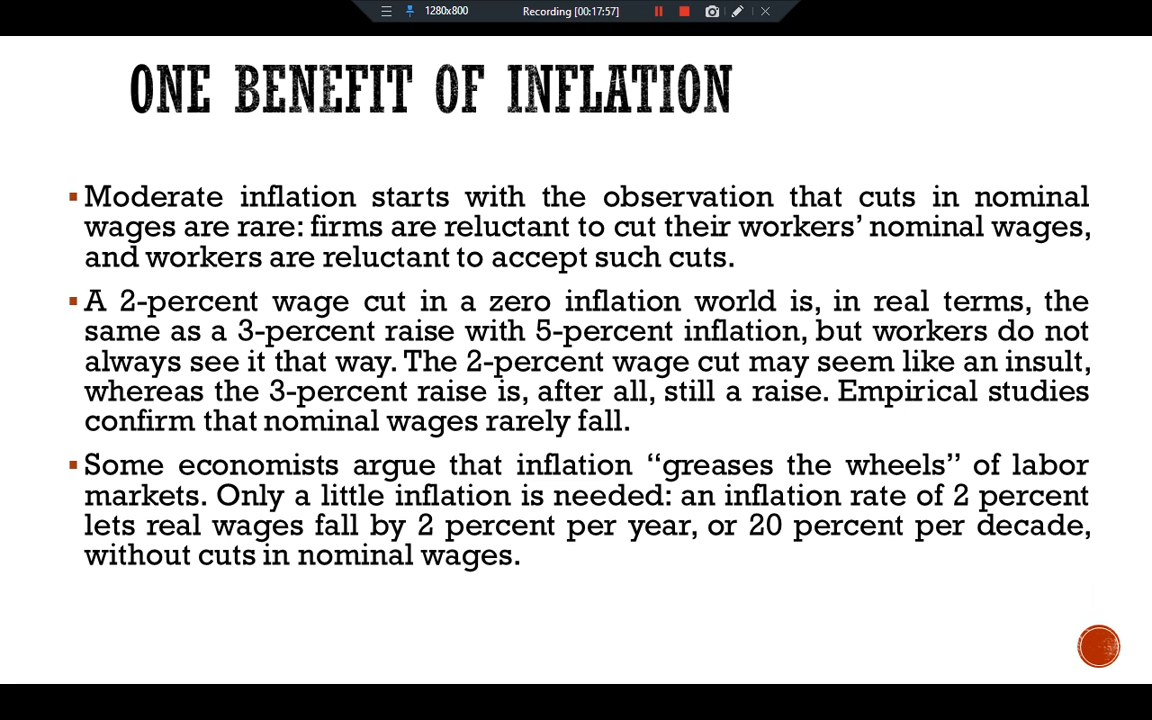 1280x800 Recording [00:17:57]
ONE BENEFIT OF INFLATION
Moderate inflation starts with the observation that cuts in nominal
wages are rare: firms are reluctant to cut their workers’ nominal wages,
and workers are reluctant to accept such cuts.
A 2-percent wage cut in a zero inflation world is, in real terms, the
same as a 3-percent raise with 5-percent inflation, but workers do not
always see it that way. The 2-percent wage cut may seem like an insult,
whereas the 3-percent raise is, after all, still a raise. Empirical studies
confirm that nominal wages rarely fall.
Some economists argue that inflation “greases the wheels” of labor
markets. Only a little inflation is needed: an inflation rate of 2 percent
lets real wages fall by 2 percent per year, or 20 percent per decade,
without cuts in nominal wages.